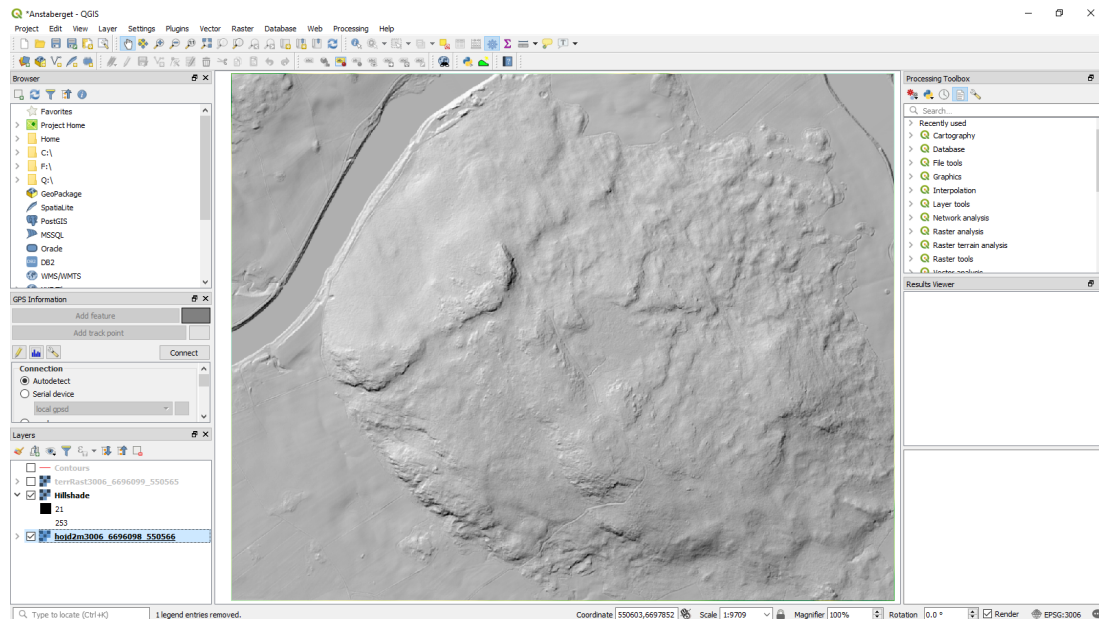 *Anstaberget - QGIS
Project Edit View Layer Settings Plugins Vector Raster Database Web Processing Help
Browser
Favorites
Project Home
Home
C:\
F:\
Q:\
GeoPackage
SpatiaLite
PostGIS
MSSQL
Oracle
DB2
WMS/WMTS
GPS Information
Add feature
Add track point
Connect
Connection
Autodetect
Serial device
local gpsd
Layers
Contours
terrRast3006_6696099_550565
Hillshade
21
253
hojd2m3006_6696098_550566
Processing Toolbox
Search...
Recently used
Cartography
Database
File tools
Graphics
Interpolation
Layer tools
Network analysis
Raster analysis
Raster terrain analysis
Raster tools
Vector analysis
Results Viewer
Type to locate (Ctrl+K) 1 legend entries removed. Coordinate 550603,6697852 Scale 1:9709 Magnifier 100% Rotation 0.0 ° Render EPSG:3006